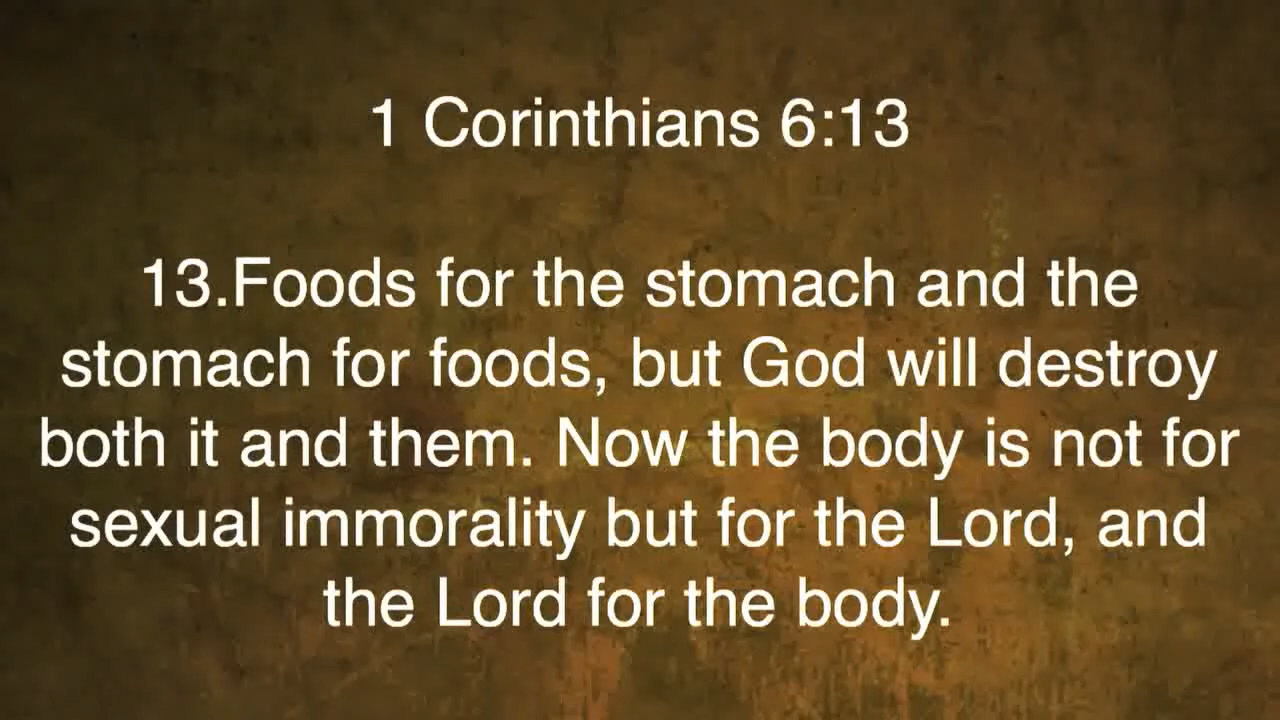 1 Corinthians 6:13
13.Foods for the stomach and the
stomach for foods, but God will destroy
both it and them. Now the body is not for
sexual immorality but for the Lord, and
the Lord for the body.